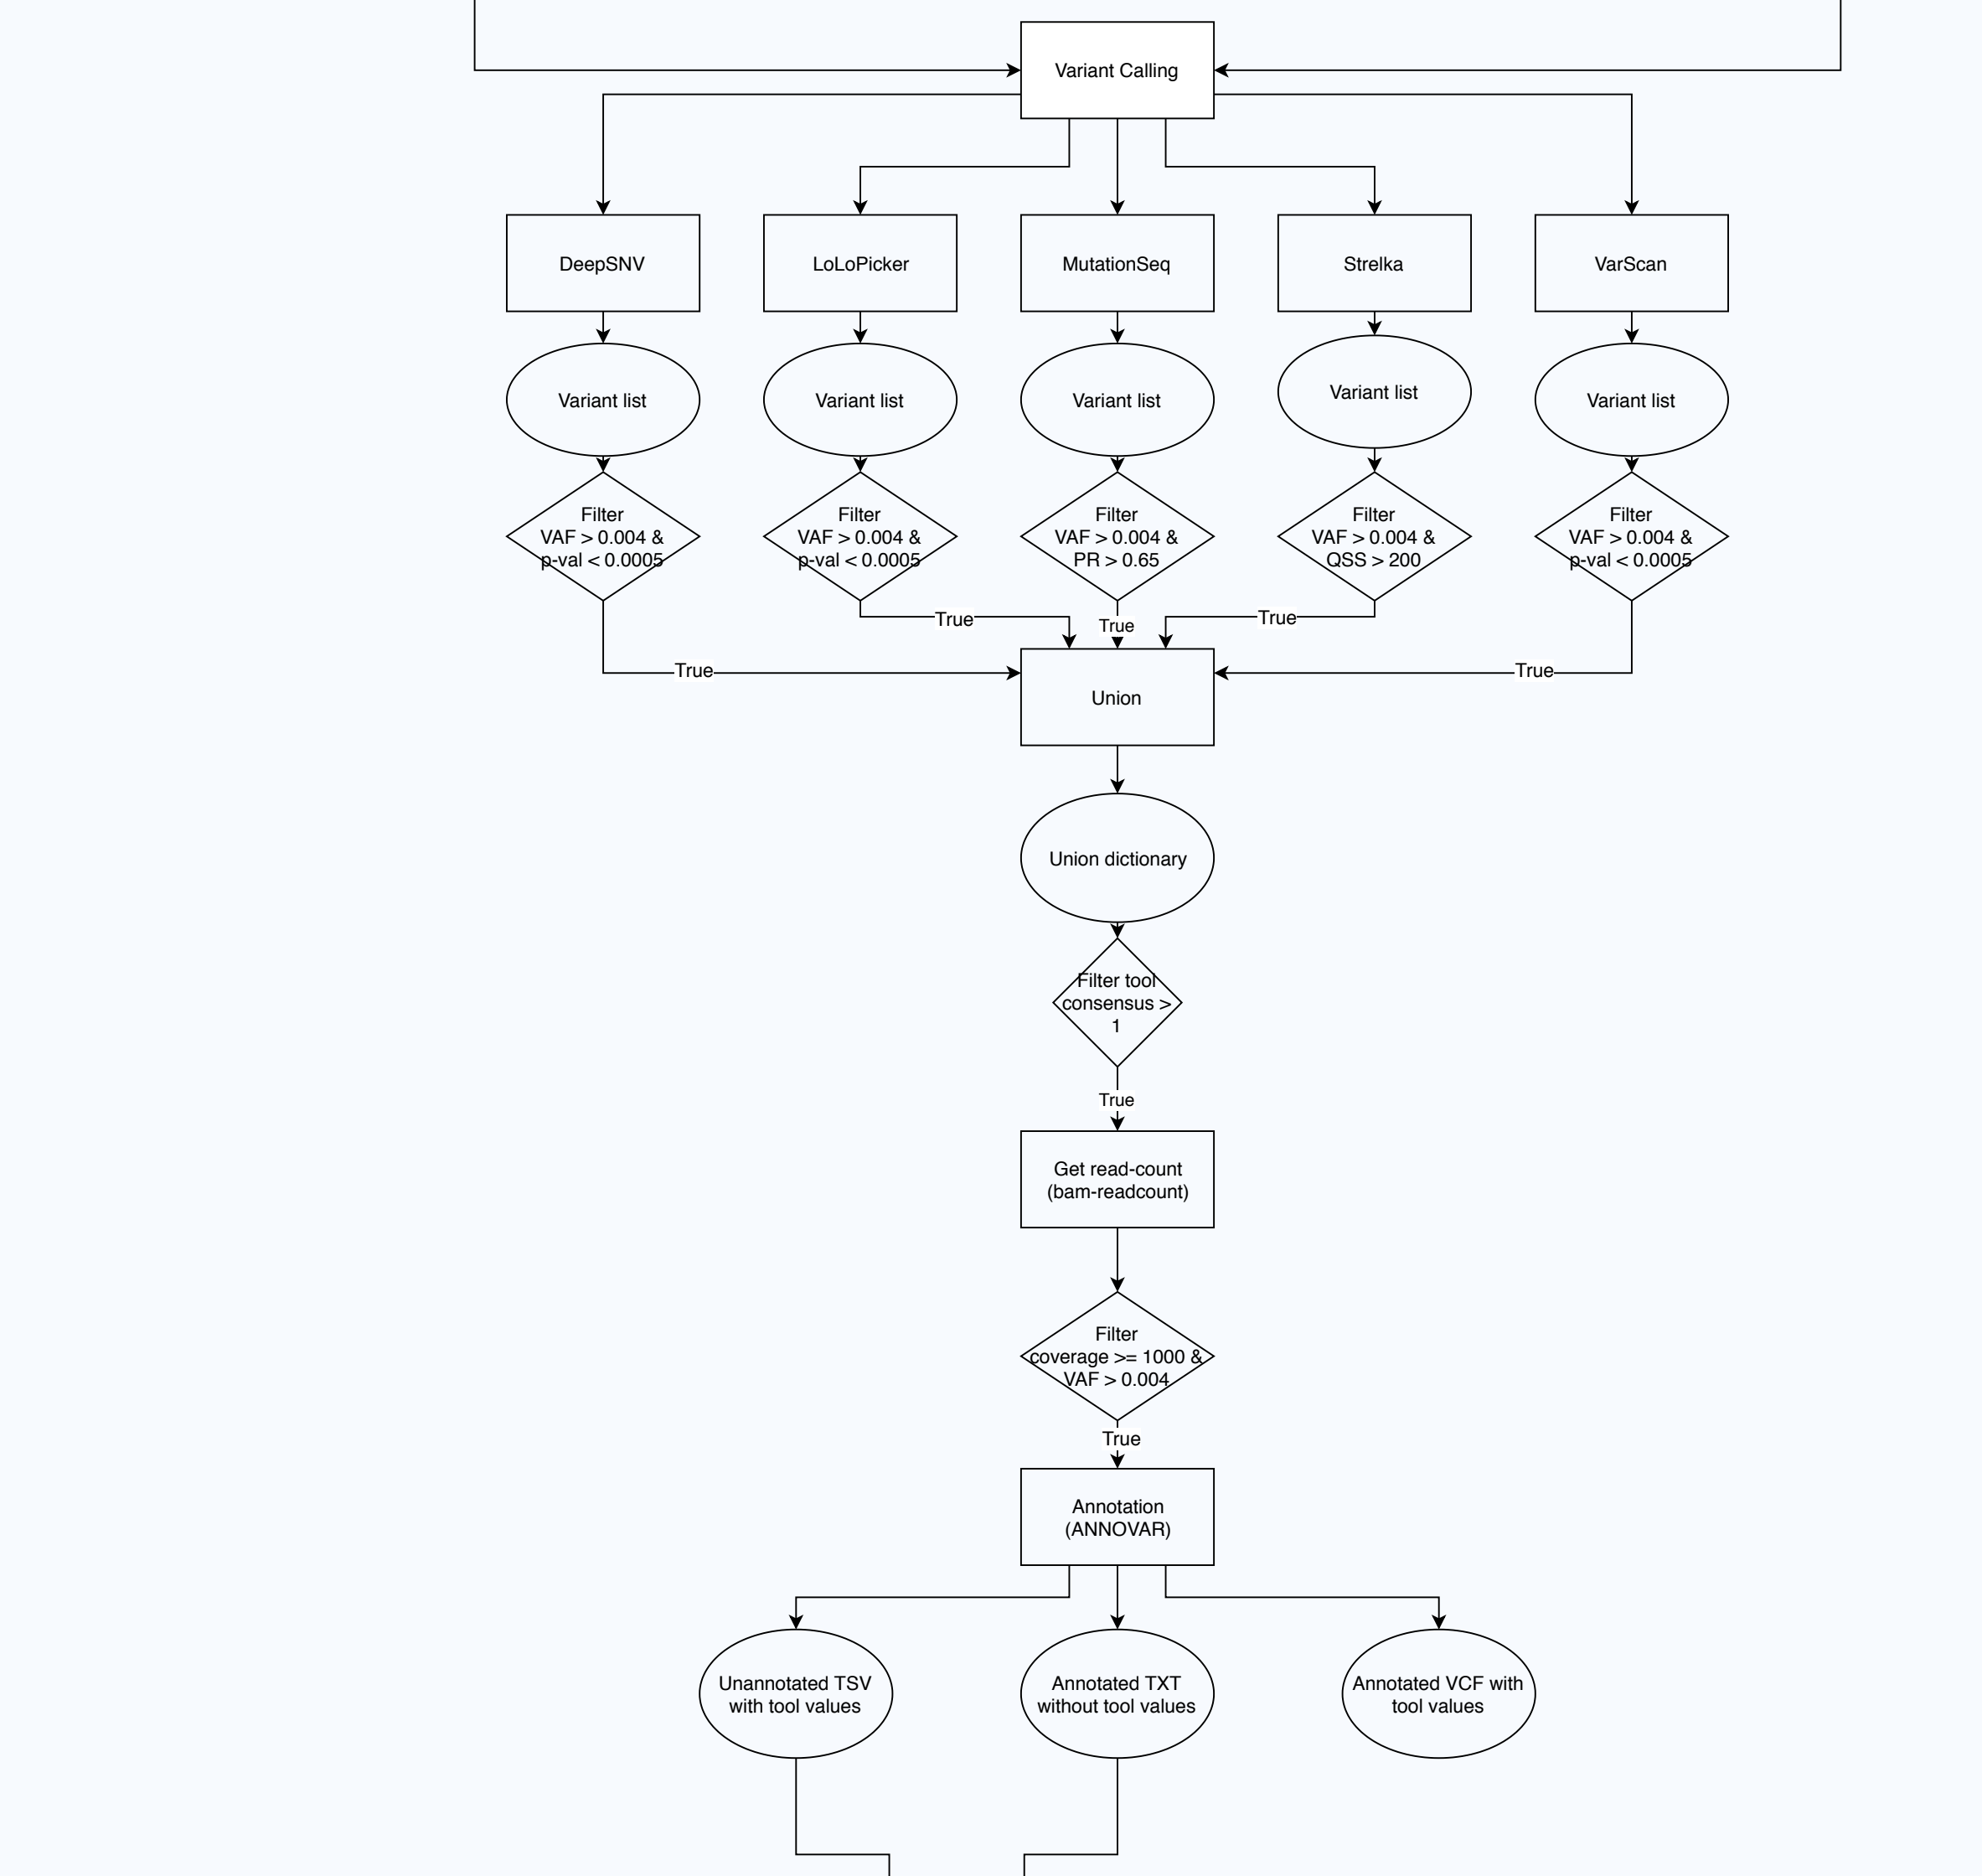 Variant Calling
DeepSNV
LoLoPicker
MutationSeq
Strelka
VarScan
Variant list
Variant list
Variant list
Variant list
Variant list
Filter
VAF > 0.004 &
p-val < 0.0005
Filter
VAF > 0.004 &
p-val < 0.0005
Filter
VAF > 0.004 &
PR > 0.65
Filter
VAF > 0.004 &
QSS > 200
Filter
VAF > 0.004 &
p-val < 0.0005
True
True
True
True
True
Union
Union dictionary
Filter tool
consensus >
1
True
Get read-count
(bam-readcount)
Filter
coverage >= 1000 &
VAF > 0.004
True
Annotation
(ANNOVAR)
Unannotated TSV
with tool values
Annotated TXT
without tool values
Annotated VCF with
tool values